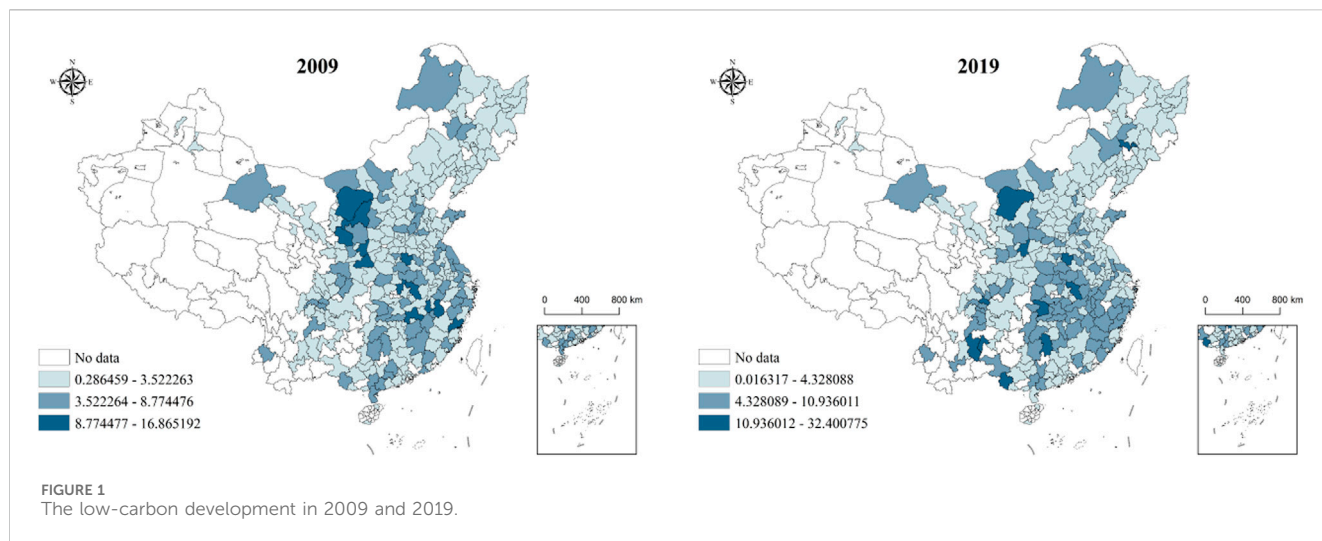 2009
N
W
E
S
0 400 800 km
No data
0.286459 - 3.522263
3.522264 - 8.774476
8.774477 - 16.865192
2019
N
W
E
S
0 400 800 km
No data
0.016317 - 4.328088
4.328089 - 10.936011
10.936012 - 32.400775
FIGURE 1
The low-carbon development in 2009 and 2019.